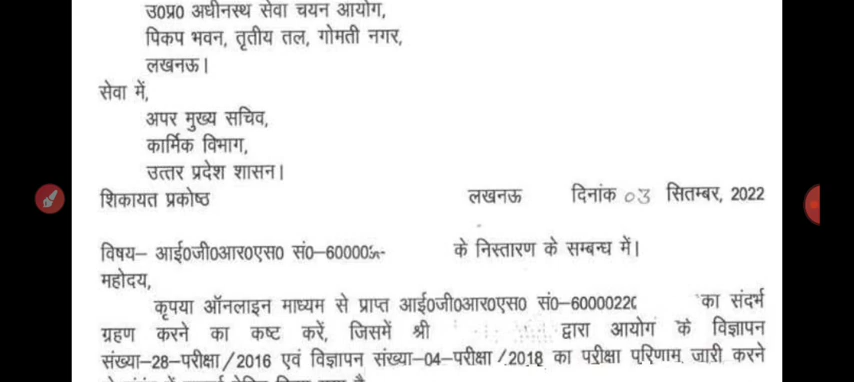 उ0प्र0 अधीनस्थ सेवा चयन आयोग,
पिकप भवन, तृतीय तल, गोमती नगर,
लखनऊ।
सेवा में,
अपर मुख्य सचिव,
कार्मिक विभाग,
उत्तर प्रदेश शासन।
शिकायत प्रकोष्ठ लखनऊ दिनांक 03 सितम्बर, 2022
विषय– आई0जी0आर0एस0 सं0–60000 के निस्तारण के सम्बन्ध में।
महोदय,
कृपया ऑनलाइन माध्यम से प्राप्त आई0जी0आर0एस0 सं0–6000022 का संदर्भ
ग्रहण करने का कष्ट करें, जिसमें श्री द्वारा आयोग के विज्ञापन
संख्या–28–परीक्षा/2016 एवं विज्ञापन संख्या–04–परीक्षा/2018 का परीक्षा परिणाम जारी करने